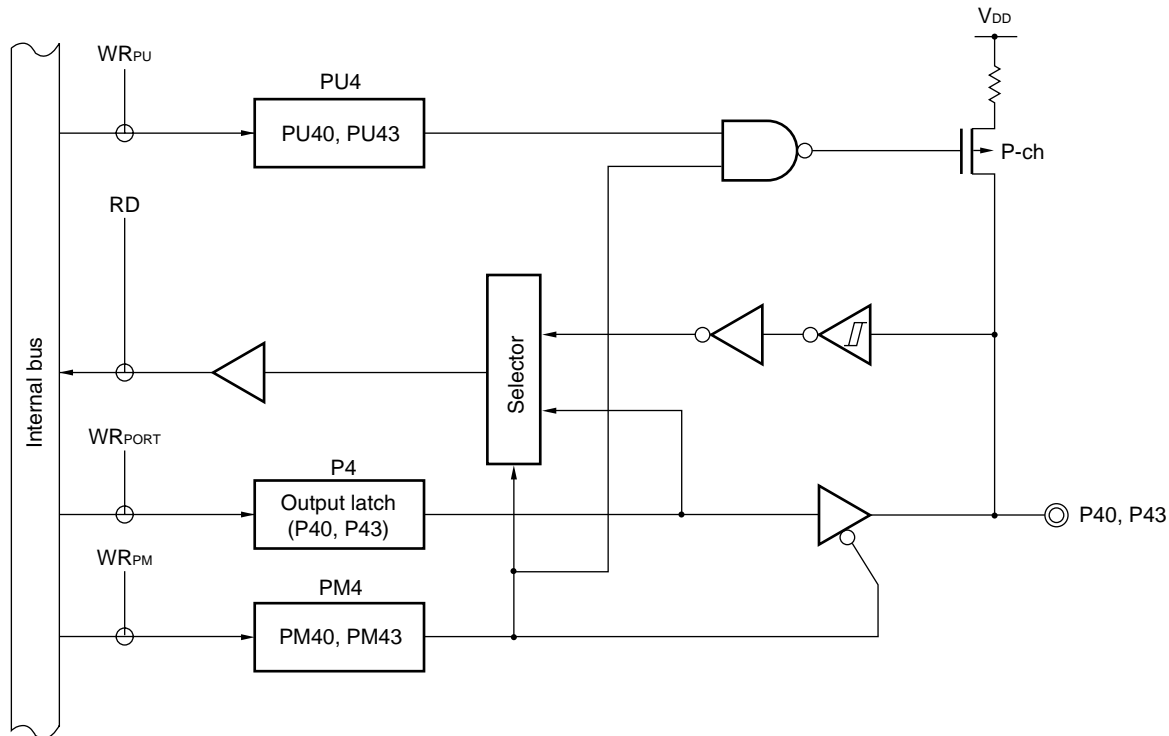 VDD
WRPU
PU4
PU40, PU43
P-ch
RD
Selector
Internal bus
WRPORT
P4
Output latch
(P40, P43)
P40, P43
WRPM
PM4
PM40, PM43